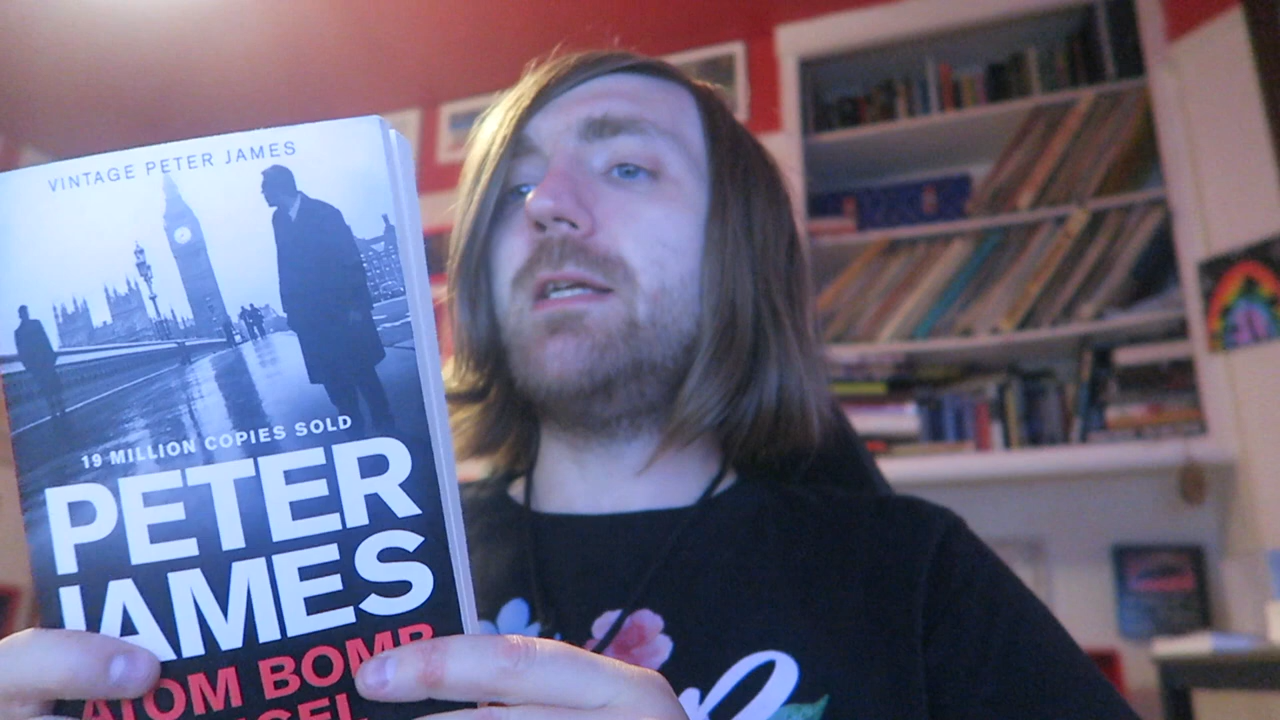 VINTAGE PETER JAMES
19 MILLION COPIES SOLD
PETER
JAMES
ATOM BOMB